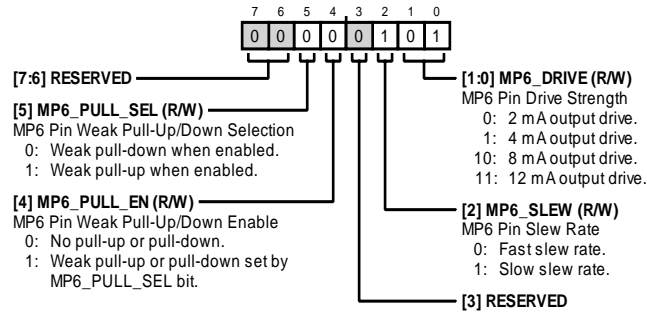 7 6 5 4 3 2 1 0
0 0 0 0 0 1 0 1
[7:6] RESERVED
[5] MP6_PULL_SEL (R/W)
MP6 Pin Weak Pull-Up/Down Selection
0: Weak pull-down when enabled.
1: Weak pull-up when enabled.
[4] MP6_PULL_EN (R/W)
MP6 Pin Weak Pull-Up/Down Enable
0: No pull-up or pull-down.
1: Weak pull-up or pull-down set by
MP6_PULL_SEL bit.
[1:0] MP6_DRIVE (R/W)
MP6 Pin Drive Strength
0: 2 mA output drive.
1: 4 mA output drive.
10: 8 mA output drive.
11: 12 mA output drive.
[2] MP6_SLEW (R/W)
MP6 Pin Slew Rate
0: Fast slew rate.
1: Slow slew rate.
[3] RESERVED